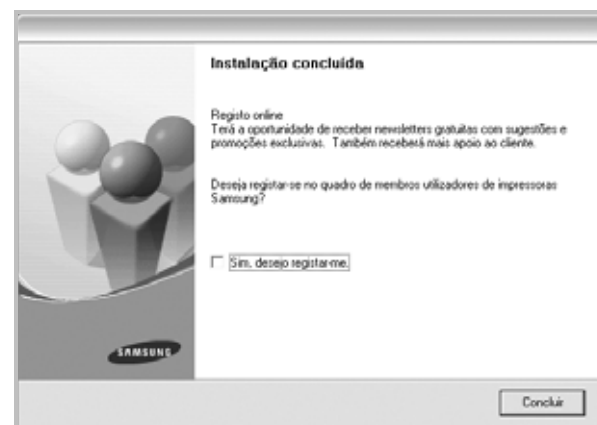 Instalação concluída
Registo online
Terá a oportunidade de receber newsletters gratuitas com sugestões e
promoções exclusivas. Também receberá mais apoio ao cliente.
Deseja registar-se no quadro de membros utilizadores de impressoras
Samsung?
Sim, desejo registar-me.
SAMSUNG
Concluir